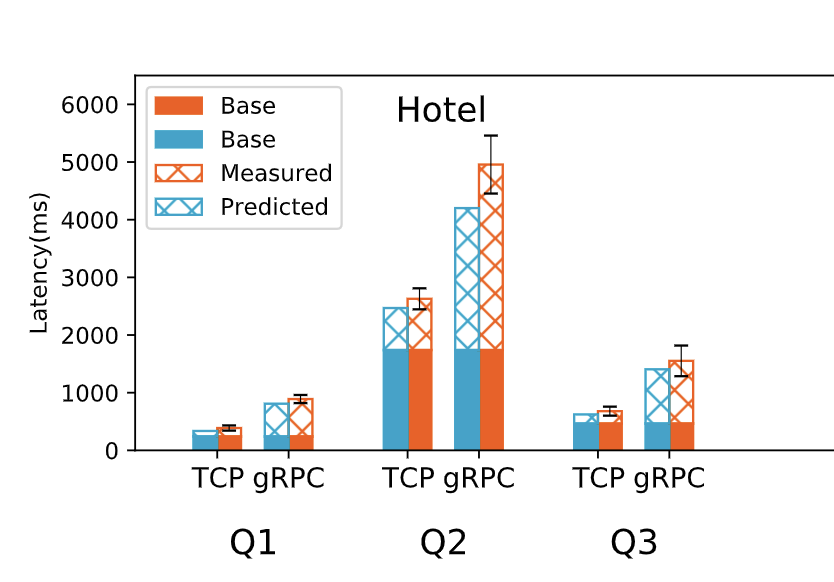 Hotel
Base
Base
Measured
Predicted
Latency(ms)
6000
5000
4000
3000
2000
1000
0
TCP gRPC TCP gRPC TCP gRPC
Q1 Q2 Q3